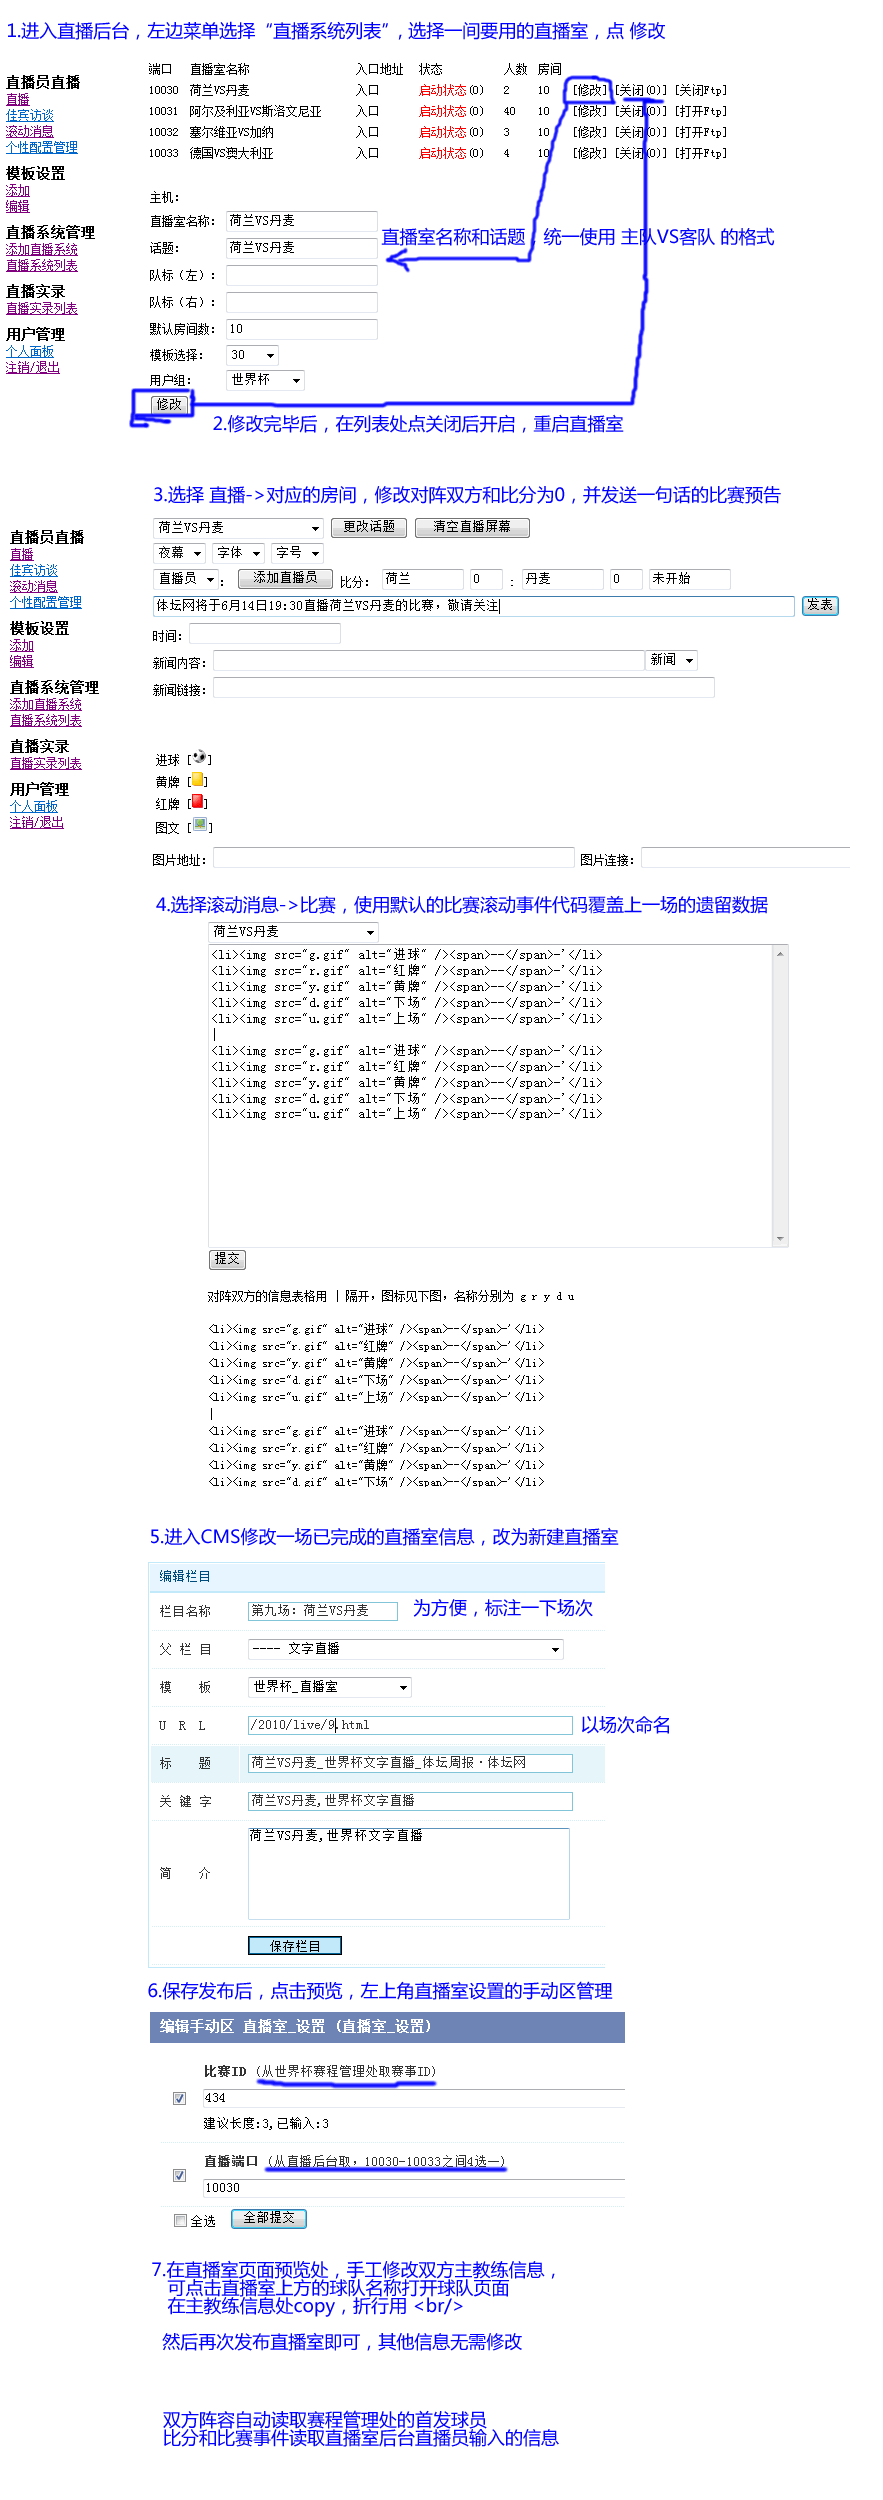 1.进入直播后台，左边菜单选择“直播系统列表”, 选择一间要用的直播室，点 修改
端口 直播室名称 入口地址 状态 人数 房间
直播员直播
10030 荷兰VS丹麦 入口 启动状态(0) 2 10 [修改] [关闭(0)] [关闭Ftp]
直播
10031 阿尔及利亚VS斯洛文尼亚 入口 启动状态(0) 40 10 [修改] [关闭(0)] [打开Ftp]
佳宾访谈
滚动消息
10032 塞尔维亚VS加纳 入口 启动状态(0) 3 10 [修改] [关闭(0)] [打开Ftp]
个性配置管理
10033 德国VS澳大利亚 入口 启动状态(0) 4 10 [修改] [关闭(0)] [打开Ftp]
模板设置
添加
编辑
直播系统管理
添加直播系统
直播系统列表
直播实录
直播实录列表
用户管理
个人面板
注销/退出
主机:
直播室名称: 荷兰VS丹麦
直播室名称和话题，统一使用 主队VS客队 的格式
话题: 荷兰VS丹麦
队标（左）:
队标（右）:
默认房间数: 10
模板选择: 30
用户组: 世界杯
修改
2.修改完毕后，在列表处点关闭后开启，重启直播室
3.选择 直播->对应的房间，修改对阵双方和比分为0，并发送一句话的比赛预告
直播员直播
直播
佳宾访谈
滚动消息
个性配置管理
模板设置
添加
编辑
直播系统管理
添加直播系统
直播系统列表
直播实录
直播实录列表
用户管理
个人面板
注销/退出
荷兰VS丹麦 更改话题 清空直播屏幕
夜幕 字体 字号
直播员 : 添加直播员 比分: 荷兰 0 : 丹麦 0 未开始
体坛网将于6月14日19:30直播荷兰VS丹麦的比赛，敬请关注 发表
时间:
新闻内容: 新闻
新闻链接:
进球 [ ]
黄牌 [ ]
红牌 [ ]
图文 [ ]
图片地址: 图片连接:
4.选择滚动消息->比赛，使用默认的比赛滚动事件代码覆盖上一场的遗留数据
荷兰VS丹麦
<li><img src="g.gif" alt="进球" /><span>--</span>-'</li>
<li><img src="r.gif" alt="红牌" /><span>--</span>-'</li>
<li><img src="y.gif" alt="黄牌" /><span>--</span>-'</li>
<li><img src="d.gif" alt="下场" /><span>--</span>-'</li>
<li><img src="u.gif" alt="上场" /><span>--</span>-'</li>
|
<li><img src="g.gif" alt="进球" /><span>--</span>-'</li>
<li><img src="r.gif" alt="红牌" /><span>--</span>-'</li>
<li><img src="y.gif" alt="黄牌" /><span>--</span>-'</li>
<li><img src="d.gif" alt="下场" /><span>--</span>-'</li>
<li><img src="u.gif" alt="上场" /><span>--</span>-'</li>
提交
对阵双方的信息表格用 | 隔开，图标见下图，名称分别为 g r y d u
<li><img src="g.gif" alt="进球" /><span>--</span>-'</li>
<li><img src="r.gif" alt="红牌" /><span>--</span>-'</li>
<li><img src="y.gif" alt="黄牌" /><span>--</span>-'</li>
<li><img src="d.gif" alt="下场" /><span>--</span>-'</li>
<li><img src="u.gif" alt="上场" /><span>--</span>-'</li>
|
<li><img src="g.gif" alt="进球" /><span>--</span>-'</li>
<li><img src="r.gif" alt="红牌" /><span>--</span>-'</li>
<li><img src="y.gif" alt="黄牌" /><span>--</span>-'</li>
<li><img src="d.gif" alt="下场" /><span>--</span>-'</li>
5.进入CMS修改一场已完成的直播室信息，改为新建直播室
编辑栏目
栏目名称 第九场: 荷兰VS丹麦 为方便，标注一下场次
父 栏 目 ---- 文字直播
模 板 世界杯_直播室
U R L /2010/live/9.html 以场次命名
标 题 荷兰VS丹麦_世界杯文字直播_体坛周报·体坛网
关 键 字 荷兰VS丹麦,世界杯文字直播
荷兰VS丹麦,世界杯文字直播
简 介
保存栏目
6.保存发布后，点击预览，左上角直播室设置的手动区管理
编辑手动区 直播室_设置 (直播室_设置)
比赛ID (从世界杯赛程管理处取赛事ID)
434
建议长度:3,已输入:3
直播端口 (从直播后台取，10030-10033之间4选一)
10030
全选 全部提交
7.在直播室页面预览处，手工修改双方主教练信息，
可点击直播室上方的球队名称打开球队页面
在主教练信息处copy，折行用 <br/>
然后再次发布直播室即可，其他信息无需修改
双方阵容自动读取赛程管理处的首发球员
比分和比赛事件读取直播室后台直播员输入的信息